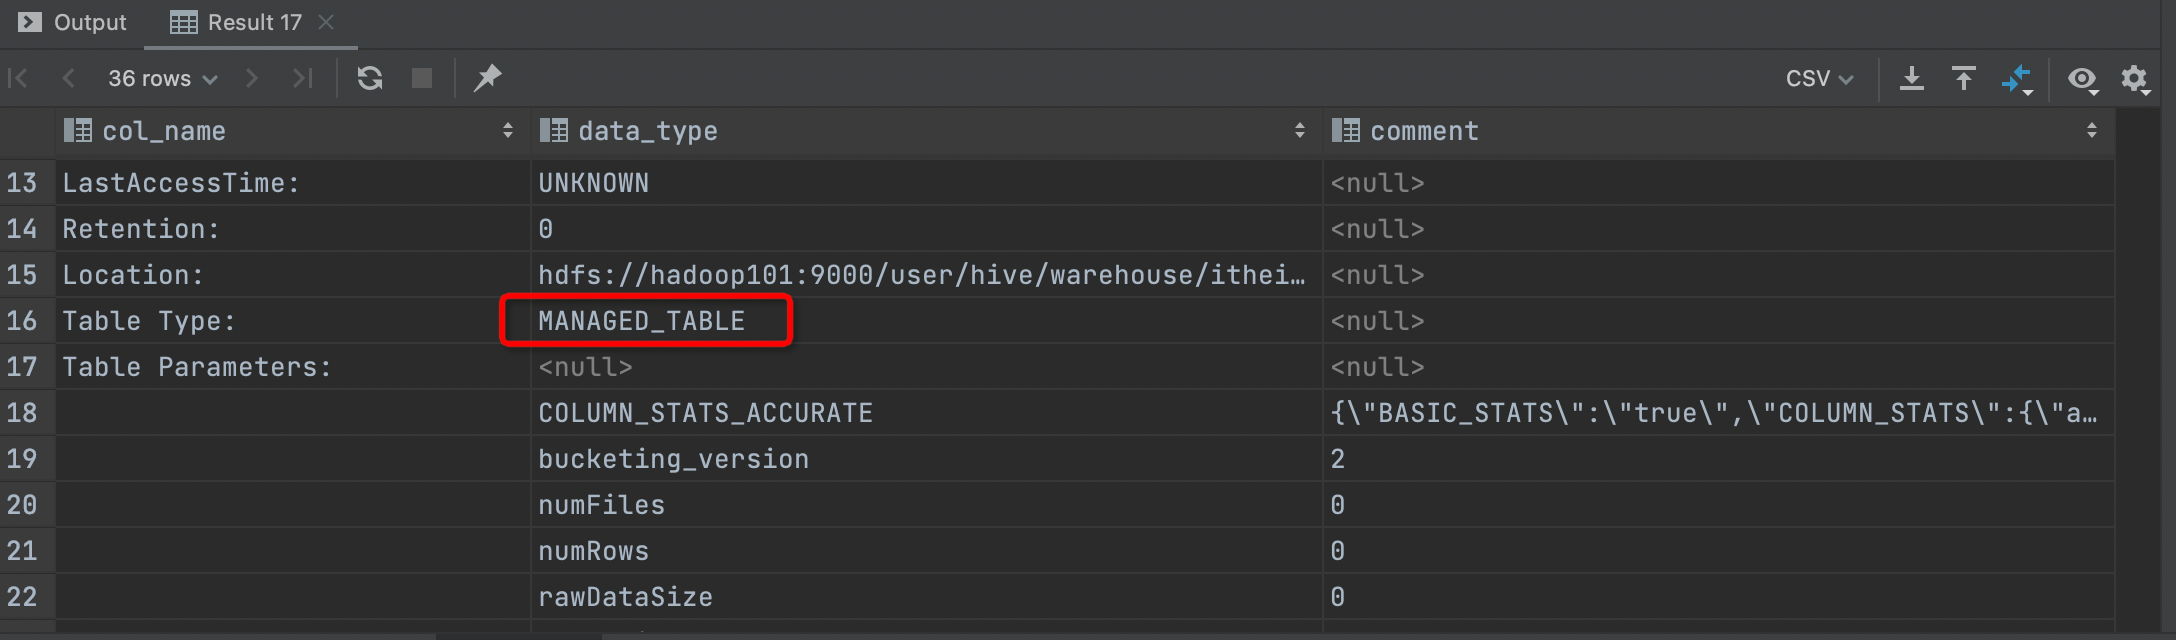 Output Result 17
36 rows CSV
col_name data_type comment
13 LastAccessTime: UNKNOWN <null>
14 Retention: 0 <null>
15 Location: hdfs://hadoop101:9000/user/hive/warehouse/ithei… <null>
16 Table Type: MANAGED_TABLE <null>
17 Table Parameters: <null> <null>
18 COLUMN_STATS_ACCURATE {\"BASIC_STATS\":\"true\",\"COLUMN_STATS\":{\"a…
19 bucketing_version 2
20 numFiles 0
21 numRows 0
22 rawDataSize 0